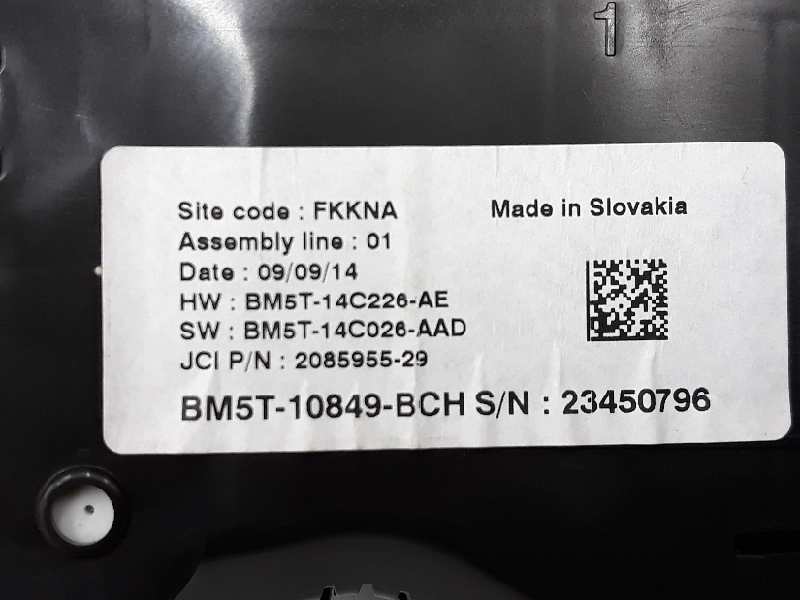 1
Site code : FKKNA
Made in Slovakia
Assembly line : 01
Date : 09/09/14
HW : BM5T-14C226-AE
SW : BM5T-14C026-AAD
JCI P/N : 2085955-29
BM5T-10849-BCH S/N : 23450796